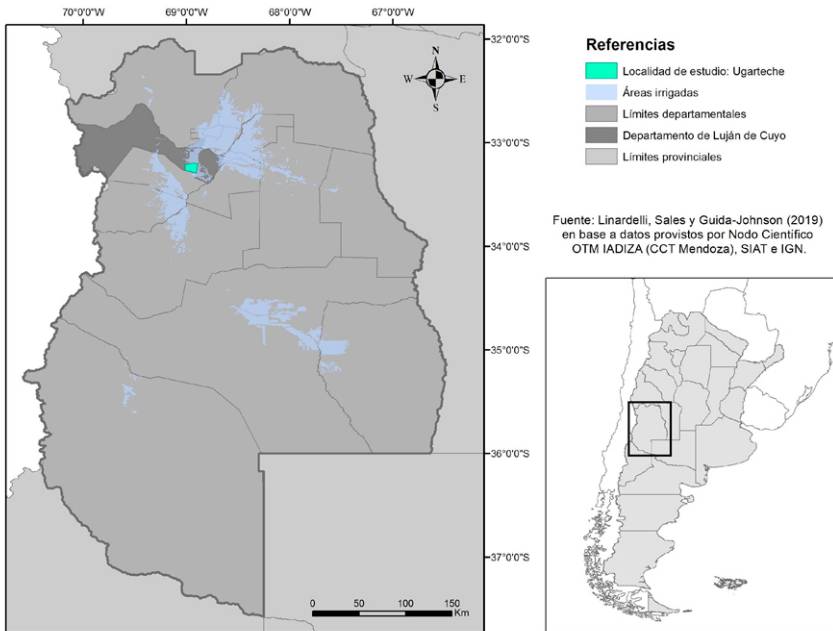 70°0'0"O
69°0'0"O
68°0'0"O
67°0'0"O
32°0'0"S
33°0'0"S
34°0'0"S
35°0'0"S
36°0'0"S
37°0'0"S
N
W
E
S
0 50 100 150
Km
Referencias
Localidad de estudio: Ugarteche
Áreas irrigadas
Límites departamentales
Departamento de Luján de Cuyo
Límites provinciales
Fuente: Linardelli, Sales y Guida-Johnson (2019)
en base a datos provistos por Nodo Científico
OTM IADIZA (CCT Mendoza), SIAT e IGN.